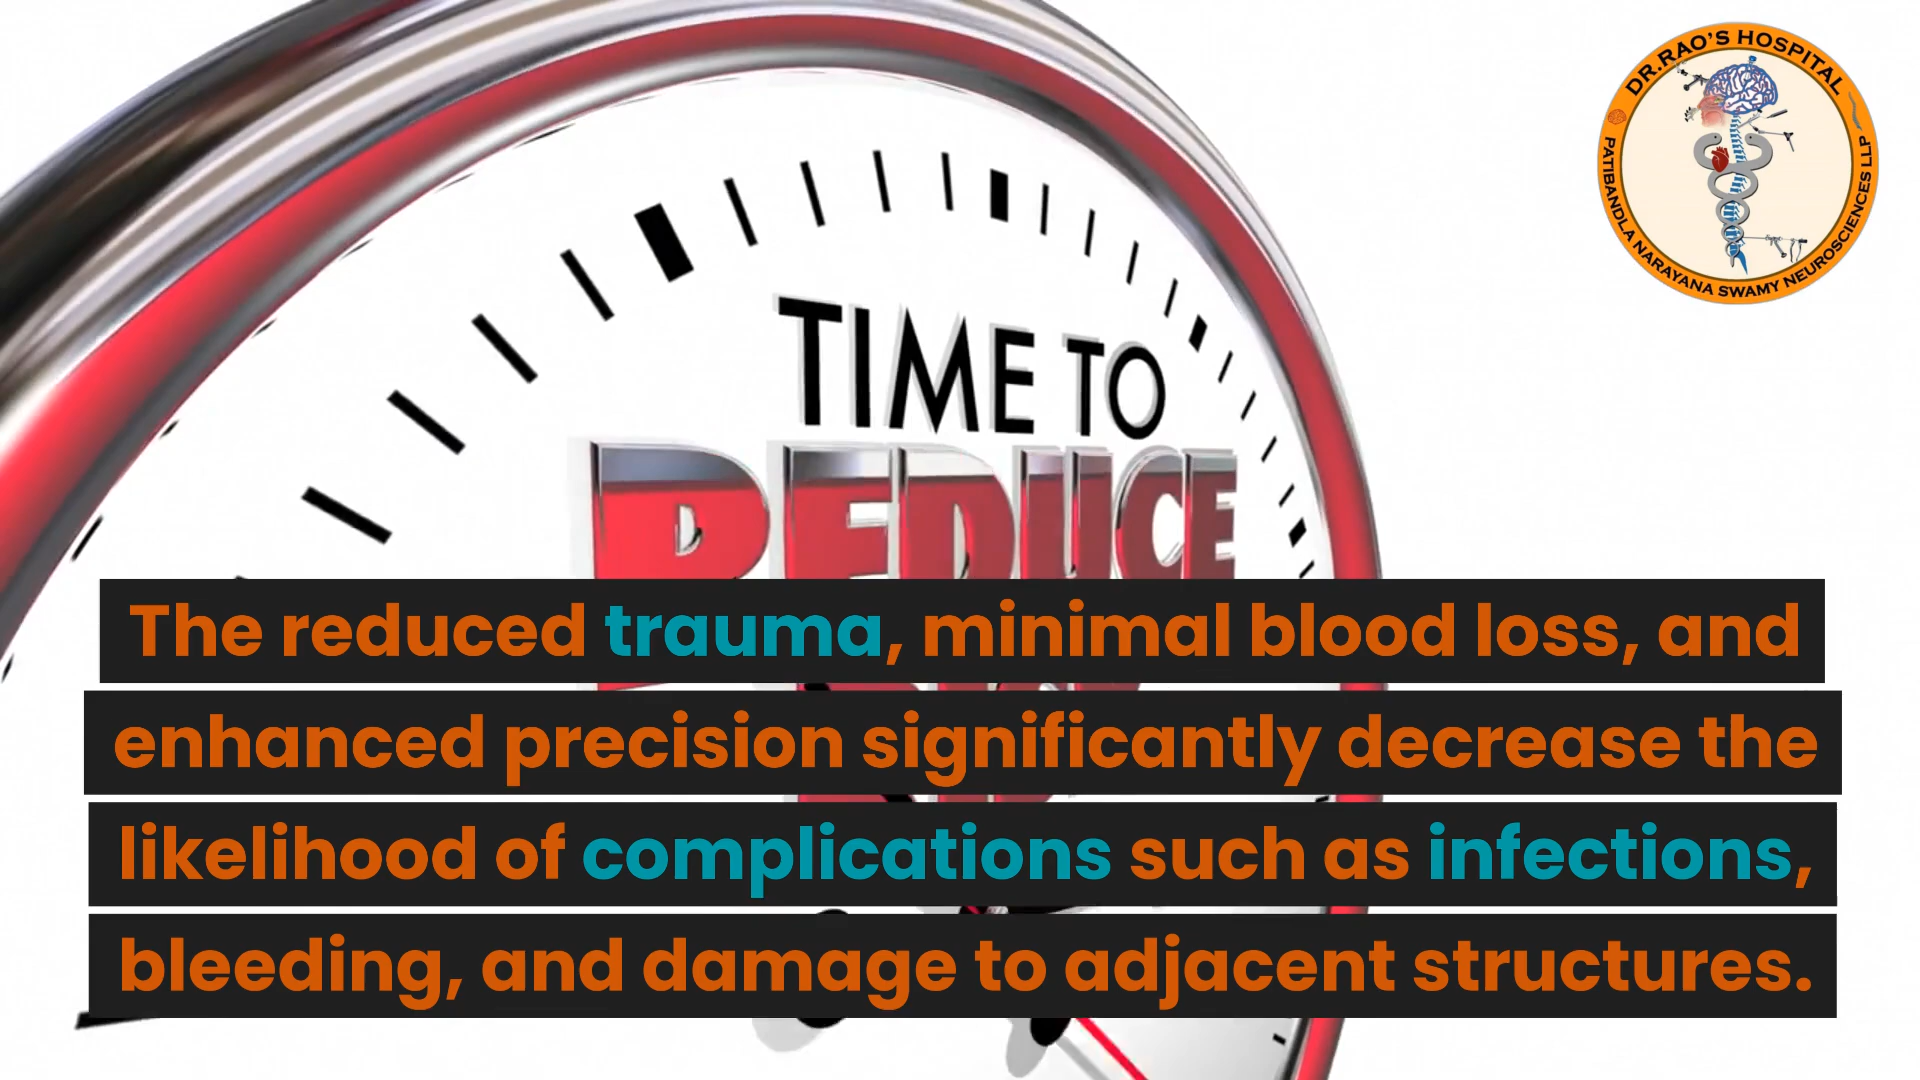 DR.RAO'S HOSPITAL
PATIBANDLA NARAYANA SWAMY NEUROSCIENCES LLP
TIME TO
REDUCE
The reduced trauma, minimal blood loss, and
enhanced precision significantly decrease the
likelihood of complications such as infections,
bleeding, and damage to adjacent structures.